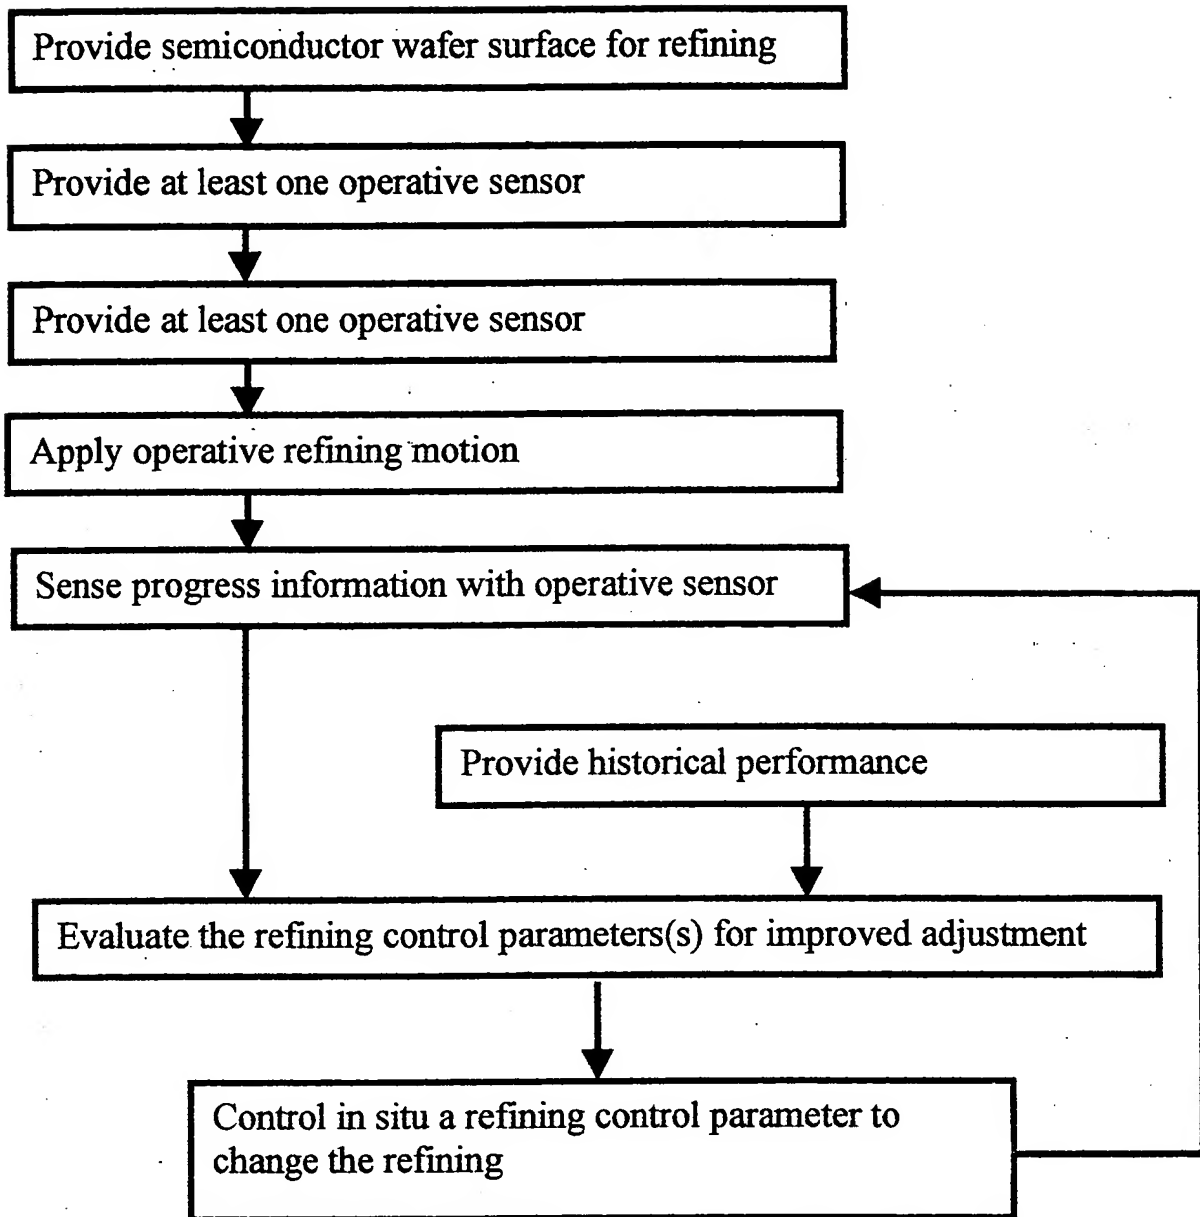 Provide semiconductor wafer surface for refining
Provide at least one operative sensor
Provide at least one operative sensor
Apply operative refining motion
Sense progress information with operative sensor
Provide historical performance
Evaluate the refining control parameters(s) for improved adjustment
Control in situ a refining control parameter to
change the refining